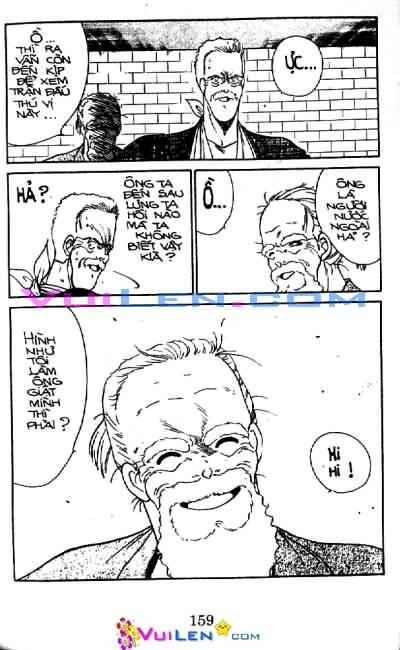 Ồ...
THÌ RA
VẪN CÒN
ĐẾN KỊP
ĐỂ XEM
TRẬN ĐẤU
THÚ VỊ
NÀY...
ỰC...
HẢ?
ÔNG TA
ĐẾN SAU
LƯNG TA
HỒI NÀO
MÀ TA
KHÔNG
BIẾT VẬY
KÌA?
Ồ...
ÔNG
LÀ
NGƯỜI
NƯỚC
NGOÀI
HẢ?
VUILEN.COM
HÌNH
NHƯ
TÔI
LÀM
ÔNG
GIẬT
MÌNH
THÌ
PHẢI?
HI
HI!
159
VUILEN.COM